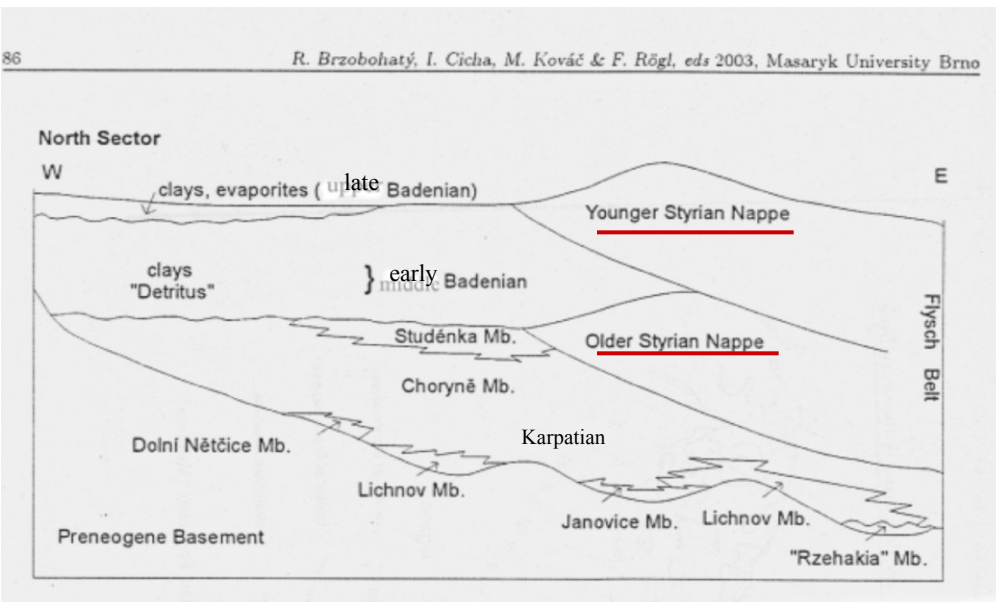 86
R. Brzobohatý, I. Cicha, M. Kováč & F. Rögl, eds 2003, Masaryk University Brno
North Sector
W
E
clays, evaporites ( late Badenian)
Younger Styrian Nappe
clays
"Detritus"
} early Badenian
Flysch Belt
Studénka Mb.
Older Styrian Nappe
Choryně Mb.
Karpatian
Dolní Nětčice Mb.
Lichnov Mb.
Janovice Mb.
Lichnov Mb.
Preneogene Basement
"Rzehakia" Mb.